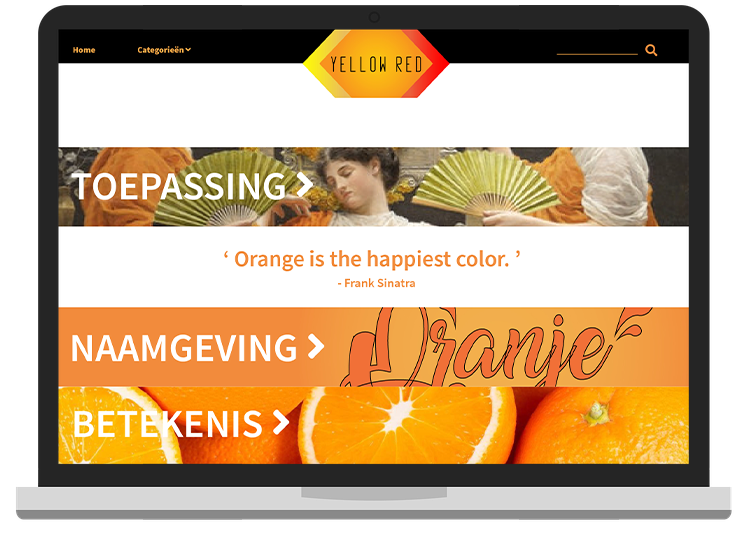 Home
Categorieën
YELLOW RED
TOEPASSING
‘ Orange is the happiest color. ’
- Frank Sinatra
NAAMGEVING
Oranje
BETEKENIS